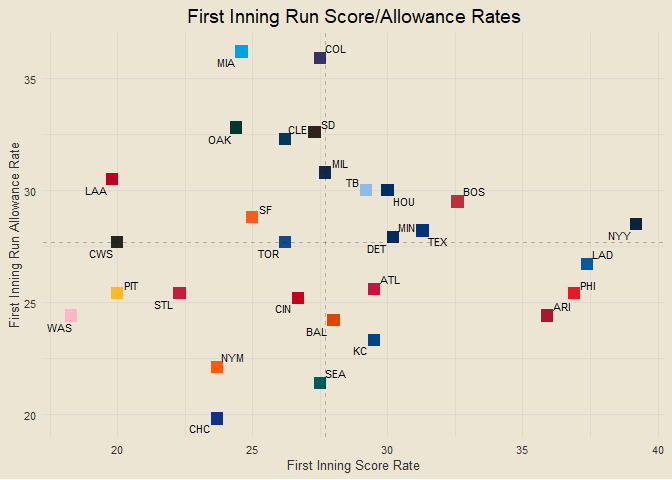 First Inning Run Score/Allowance Rates
COL
MIA
35
OAK
CLE
SD
MIL
LAA
30
TB
HOU
BOS
SF
NYY
CWS
TOR
DET
MIN
TEX
LAD
PIT
STL
CIN
ATL
PHI
25
WAS
BAL
ARI
KC
NYM
SEA
20
CHC
20
25
30
35
40
First Inning Score Rate
First Inning Run Allowance Rate